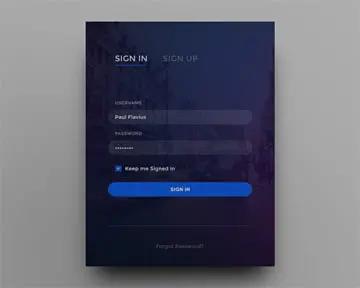 SIGN IN SIGN UP
USERNAME
Paul Flavius
PASSWORD
••••••••
Keep me Signed in
SIGN IN
Forgot Password?